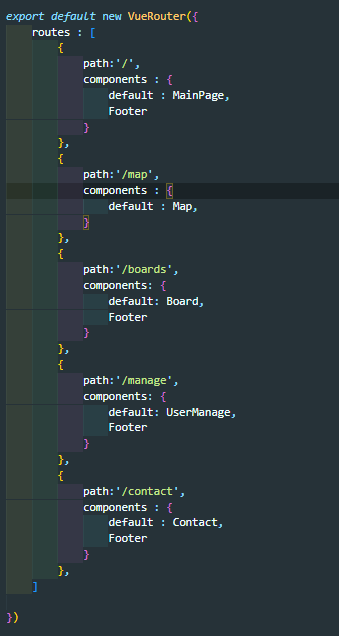 export default new VueRouter({
routes : [
{
path:'/',
components : {
default : MainPage,
Footer
}
},
{
path:'/map',
components : {
default : Map,
}
},
{
path:'/boards',
components: {
default: Board,
Footer
}
},
{
path:'/manage',
components: {
default: UserManage,
Footer
}
},
{
path:'/contact',
components : {
default : Contact,
Footer
}
},
]
})